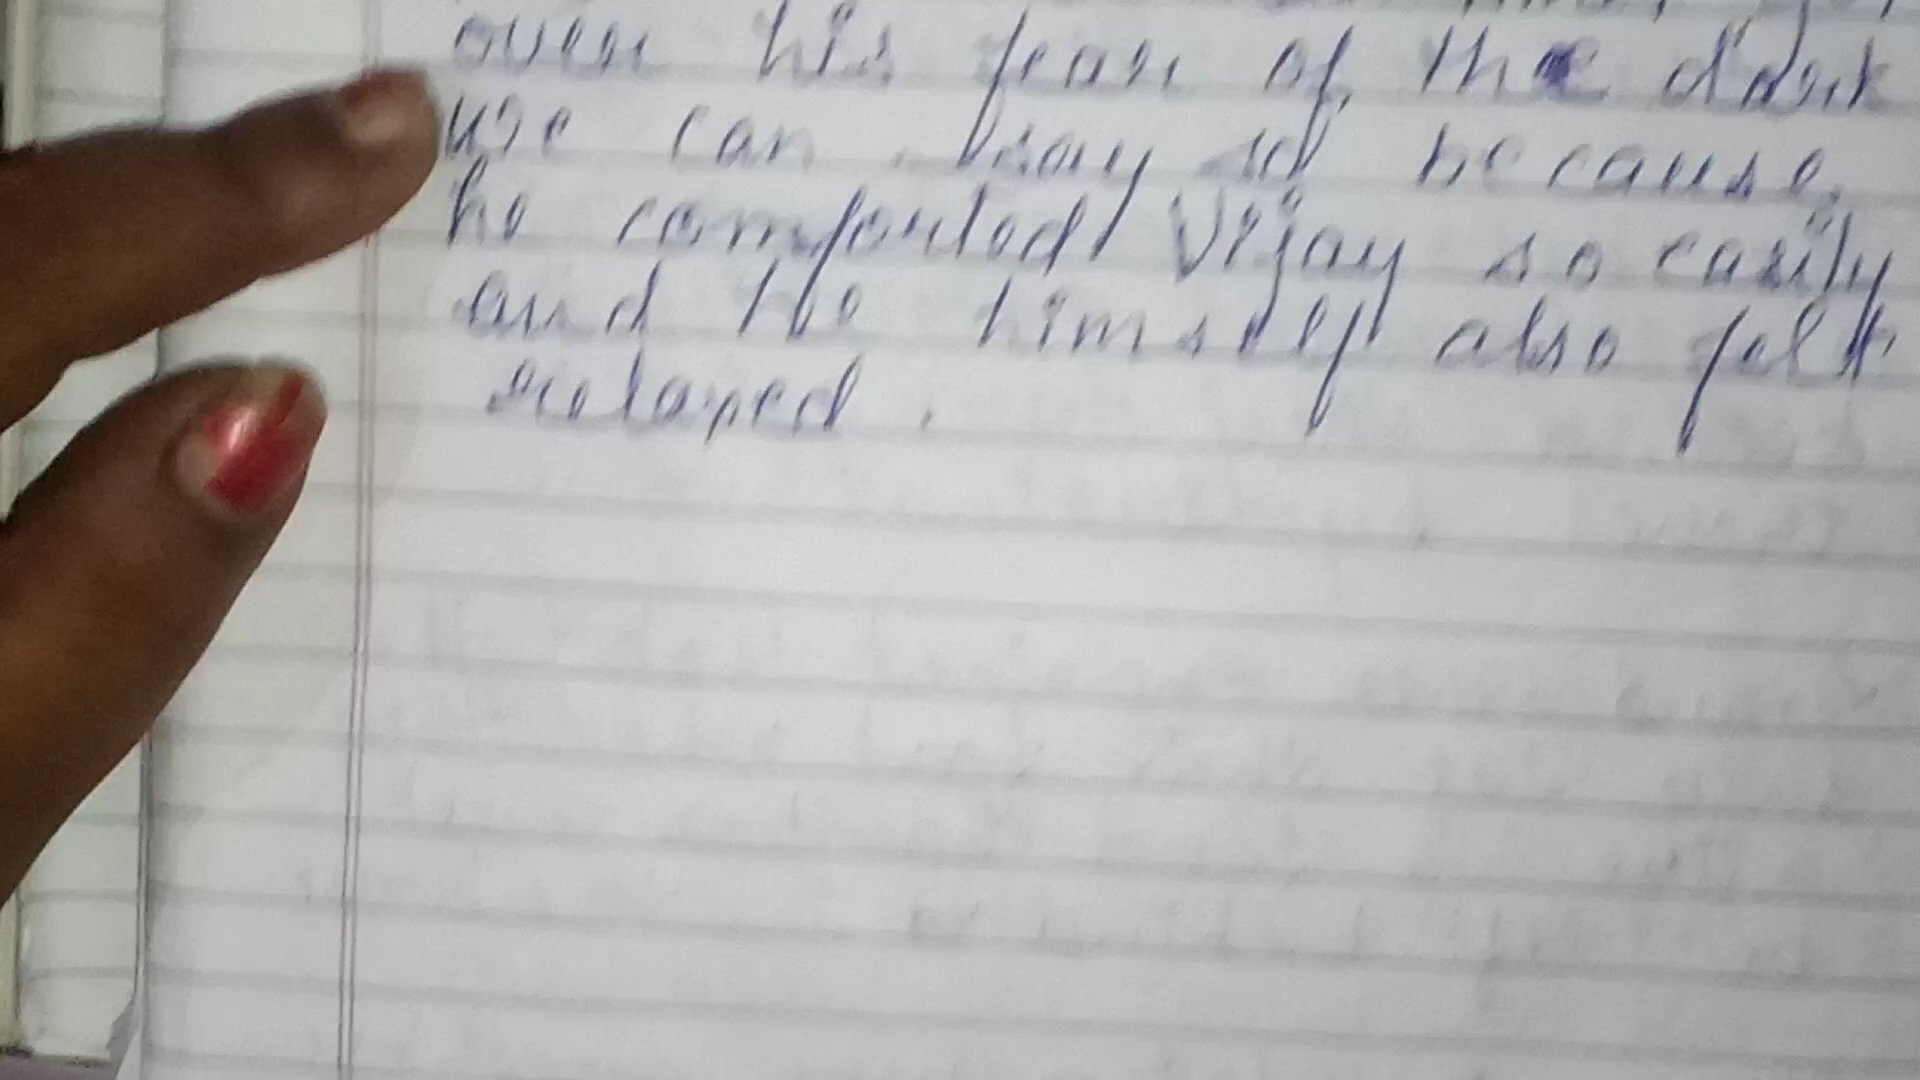 over his fear of the dark
we can say so because
he comforted Vijay so easily
and he himself also felt
relaxed.